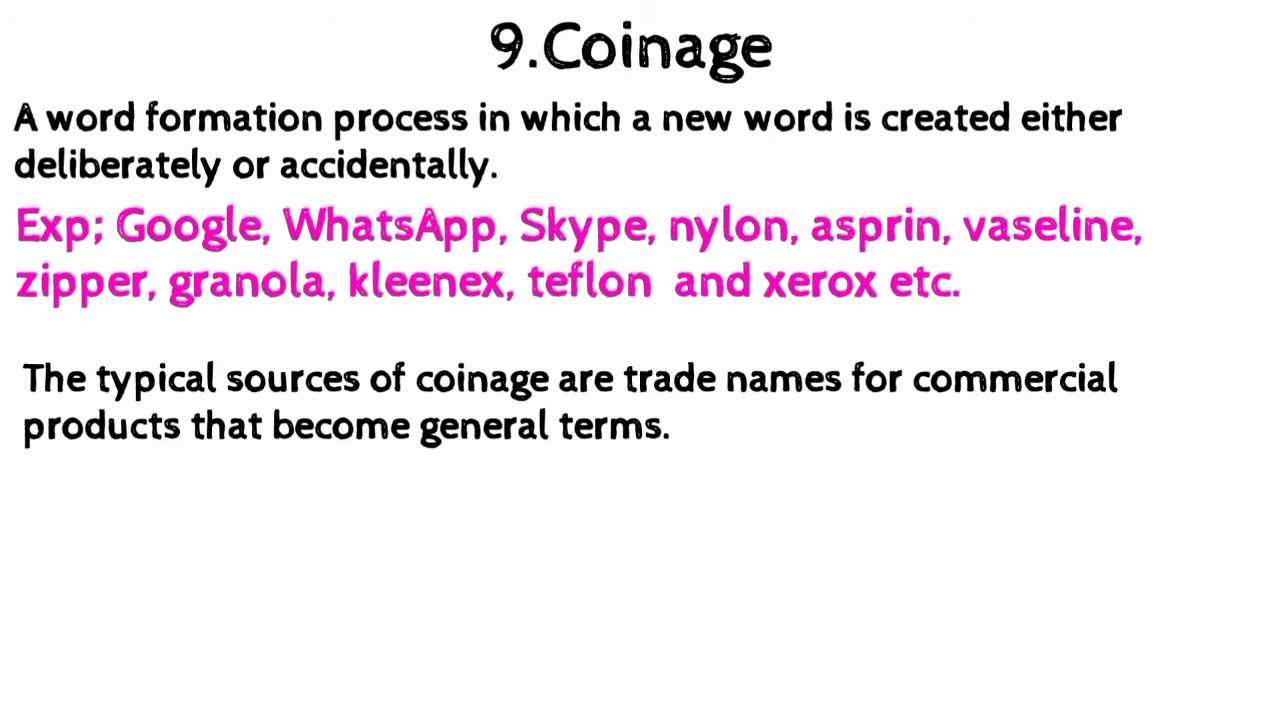 9.Coinage
A word formation process in which a new word is created either
deliberately or accidentally.
Exp; Google, WhatsApp, Skype, nylon, asprin, vaseline,
zipper, granola, kleenex, teflon and xerox etc.
The typical sources of coinage are trade names for commercial
products that become general terms.